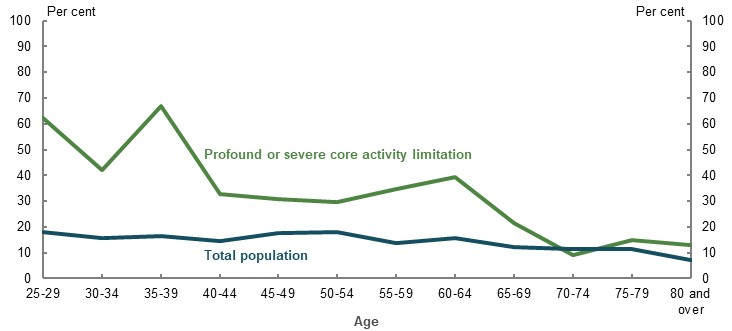 Per cent Per cent
100 100
90 90
80 80
70 70
60 60
50 50
40 40
30 30
20 20
10 10
0 0
Profound or severe core activity limitation
Total population
25-29 30-34 35-39 40-44 45-49 50-54 55-59 60-64 65-69 70-74 75-79 80 and
over
Age